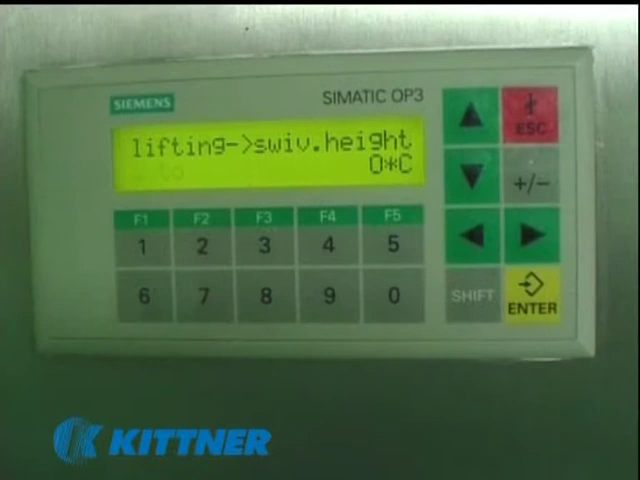 SIEMENS
SIMATIC OP3
lifting->swiv.height
0*C
ESC
+/-
F1 F2 F3 F4 F5
1 2 3 4 5
6 7 8 9 0
SHIFT
ENTER
KITTNER